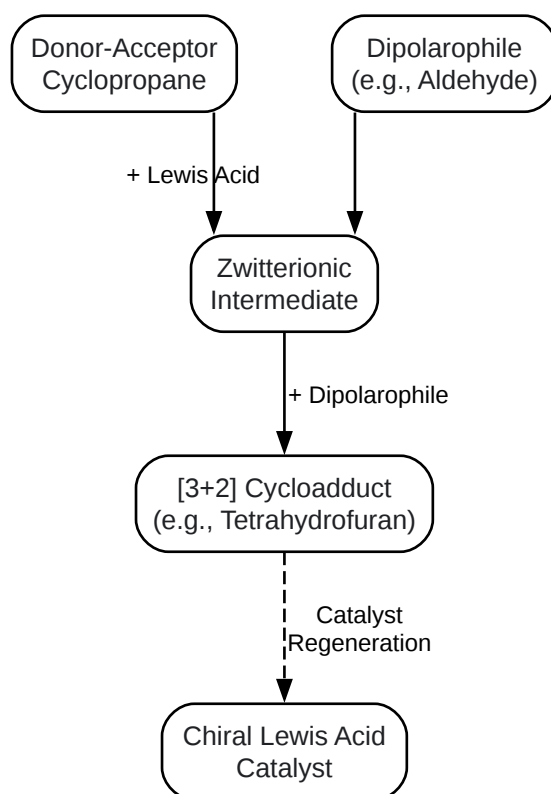 Donor-Acceptor
Cyclopropane
Dipolarophile
(e.g., Aldehyde)
+ Lewis Acid
Zwitterionic
Intermediate
+ Dipolarophile
[3+2] Cycloadduct
(e.g., Tetrahydrofuran)
Catalyst
Regeneration
Chiral Lewis Acid
Catalyst